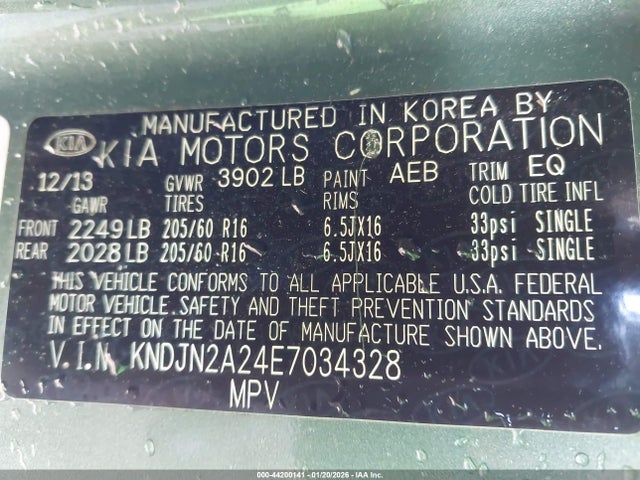 MANUFACTURED IN KOREA BY
KIA KIA MOTORS CORPORATION
12/13 GVWR 3902 LB PAINT AEB TRIM EQ
GAWR TIRES RIMS COLD TIRE INFL
FRONT 2249 LB 205/60 R16 6.5JX16 33psi SINGLE
REAR 2028 LB 205/60 R16 6.5JX16 33psi SINGLE
THIS VEHICLE CONFORMS TO ALL APPLICABLE U.S.A. FEDERAL
MOTOR VEHICLE SAFETY AND THEFT PREVENTION STANDARDS
IN EFFECT ON THE DATE OF MANUFACTURE SHOWN ABOVE.
V.I.N. KNDJN2A24E7034328
MPV
000-44200141 - 01/20/2026 - Copyright IAA, Inc.